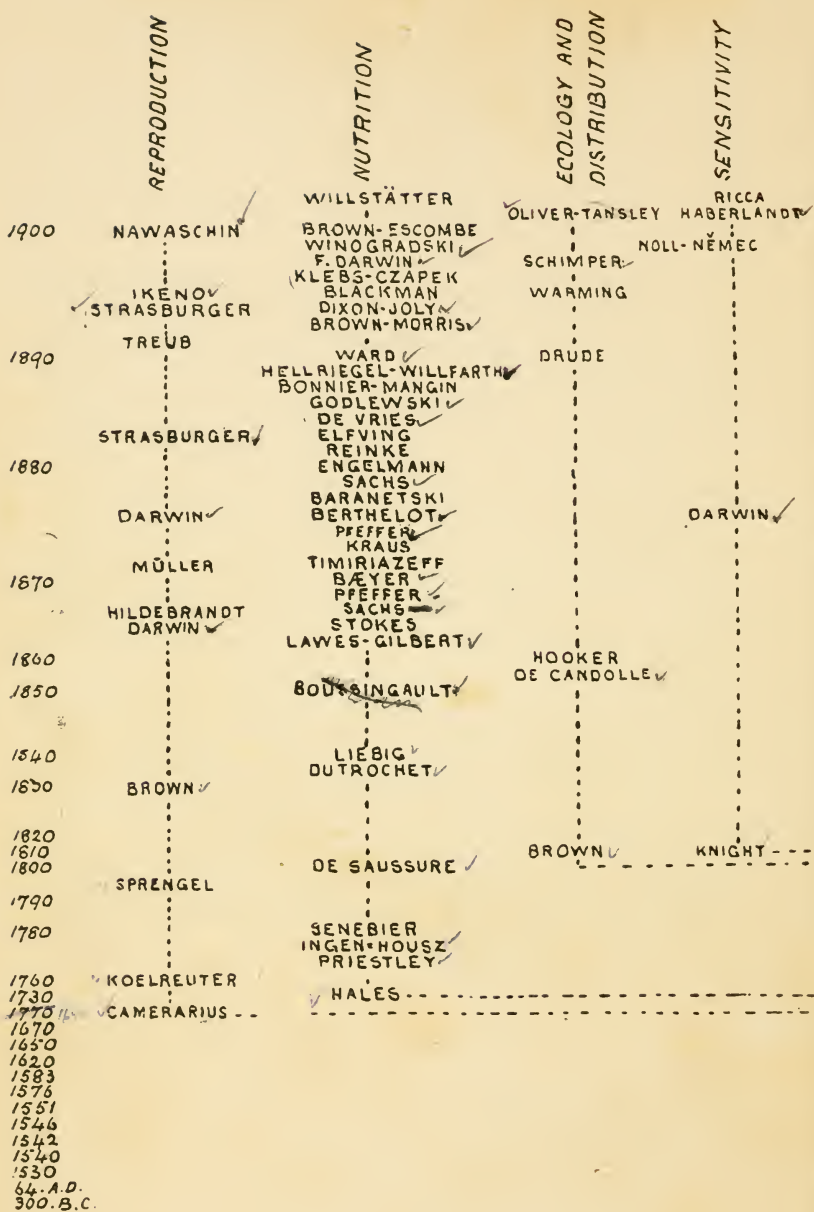 REPRODUCTION
NUTRITION
ECOLOGY AND DISTRIBUTION
SENSITIVITY
WILLSTÄTTER RICCA
OLIVER-TANSLEY HABERLANDT
1900 NAWASCHIN BROWN-ESCOMBE
WINOGRADSKI NOLL-NĚMEC
F. DARWIN SCHIMPER
KLEBS-CZAPEK
IKENO BLACKMAN WARMING
STRASBURGER DIXON-JOLY
BROWN-MORRIS
TREUB
1890 WARD DRUDE
HELLRIEGEL-WILLFARTH
BONNIER-MANGIN
GODLEWSKI
DE VRIES
STRASBURGER ELFVING
REINKE
1880 ENGELMANN
SACHS
BARANETSKI
DARWIN BERTHELOT DARWIN
PFEFFER
KRAUS
MÜLLER TIMIRIAZEFF
1870 BÆYER
PFEFFER
HILDEBRANDT SACHS
DARWIN STOKES
LAWES-GILBERT
1860 HOOKER
DE CANDOLLE
1850 BOUSSINGAULT
1840 LIEBIG
DUTROCHET
1830 BROWN
1820
1810 BROWN KNIGHT
1800 DE SAUSSURE
SPRENGEL
1790
1780 SENEBIER
INGEN-HOUSZ
PRIESTLEY
1760 KOELREUTER
1730 HALES
CAMERARIUS
1670
1650
1620
1583
1576
1551
1546
1542
1540
1530
64. A.D.
300. B.C.